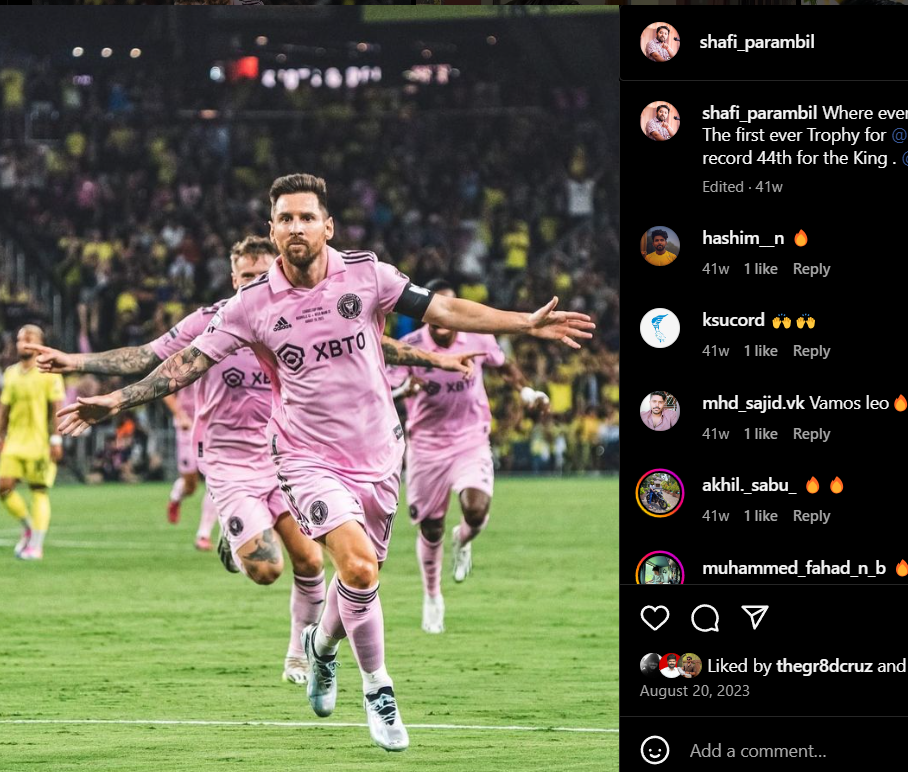 shafi_parambil
shafi_parambil Where ever
The first ever Trophy for @
record 44th for the King . @
Edited · 41w
hashim__n 🔥
41w 1 like Reply
ksucord 🙌 🙌
41w 1 like Reply
mhd_sajid.vk Vamos leo🔥
41w 1 like Reply
akhil._sabu_ 🔥 🔥
41w 1 like Reply
muhammed_fahad_n_b 🔥
Liked by thegr8dcruz and
August 20, 2023
Add a comment...
adidas
XBTO